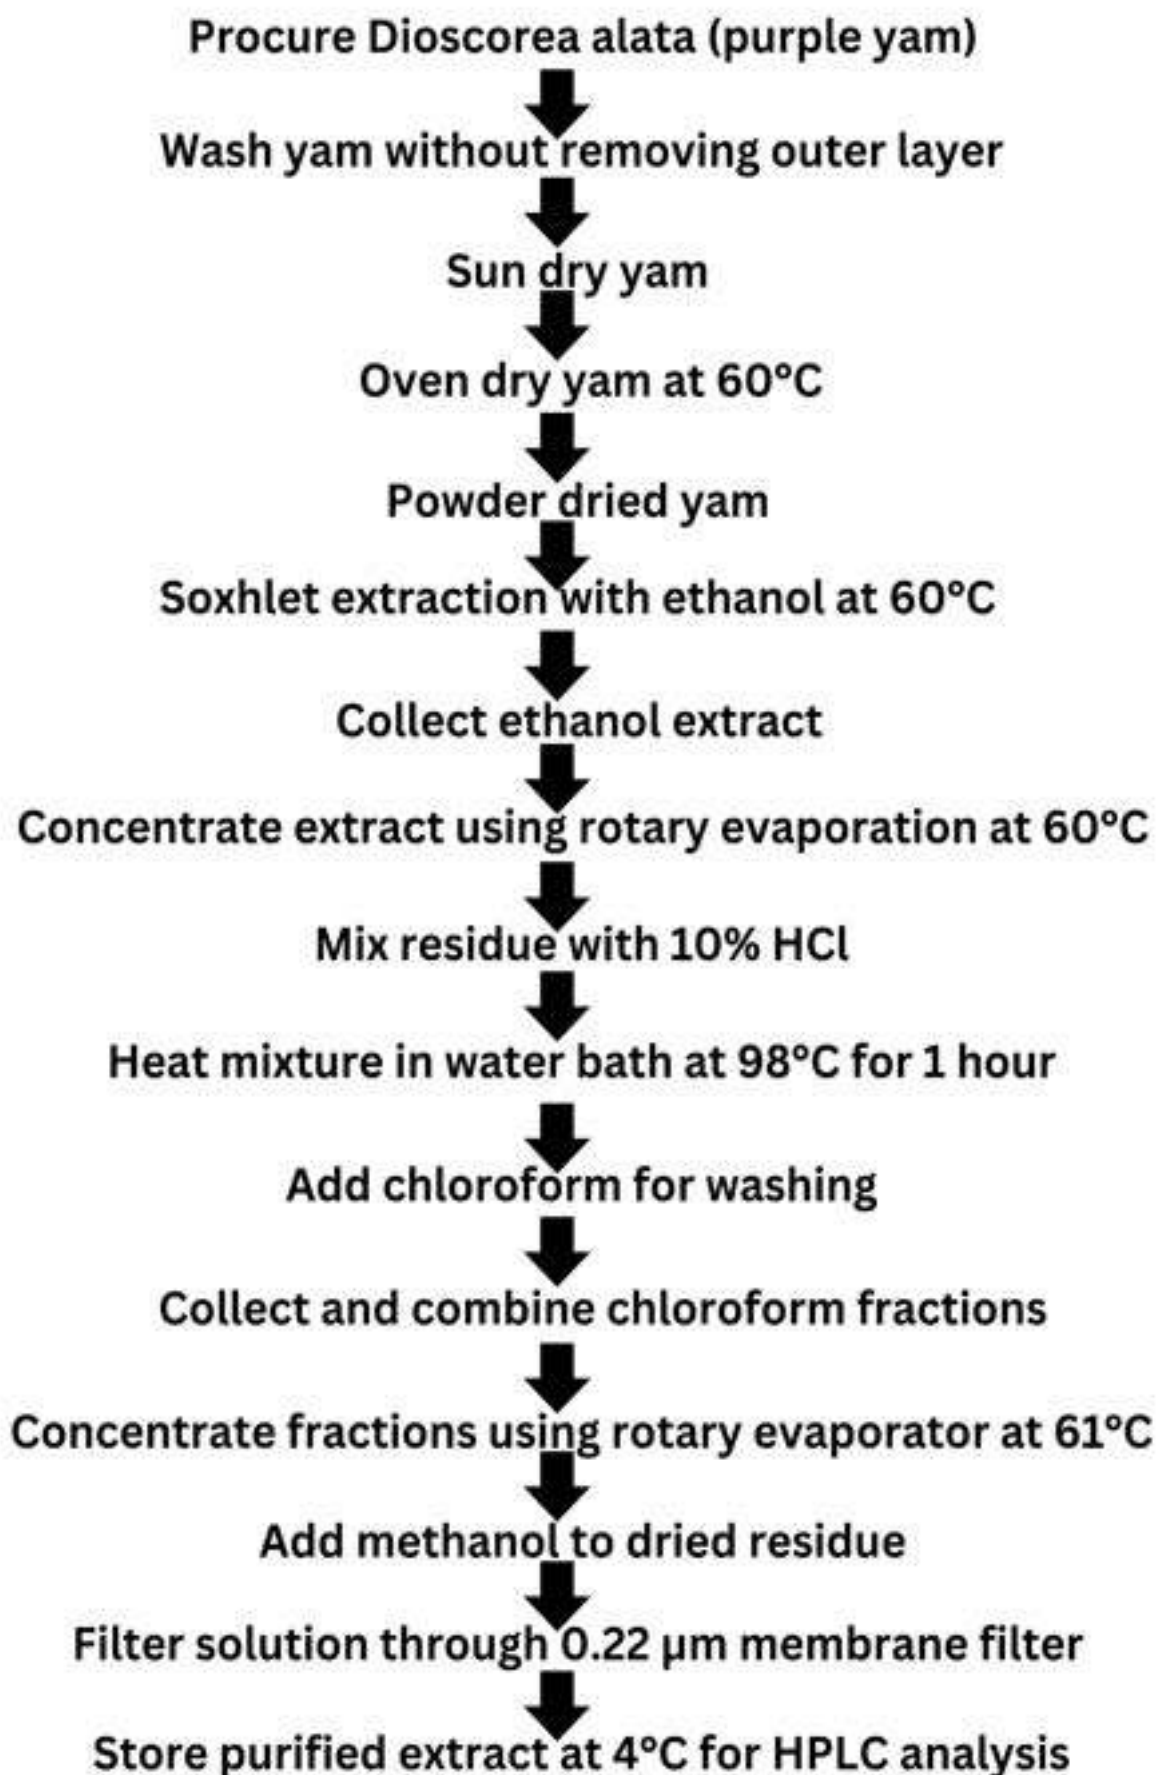 Procure Dioscorea alata (purple yam)
Wash yam without removing outer layer
Sun dry yam
Oven dry yam at 60°C
Powder dried yam
Soxhlet extraction with ethanol at 60°C
Collect ethanol extract
Concentrate extract using rotary evaporation at 60°C
Mix residue with 10% HCl
Heat mixture in water bath at 98°C for 1 hour
Add chloroform for washing
Collect and combine chloroform fractions
Concentrate fractions using rotary evaporator at 61°C
Add methanol to dried residue
Filter solution through 0.22 µm membrane filter
Store purified extract at 4°C for HPLC analysis